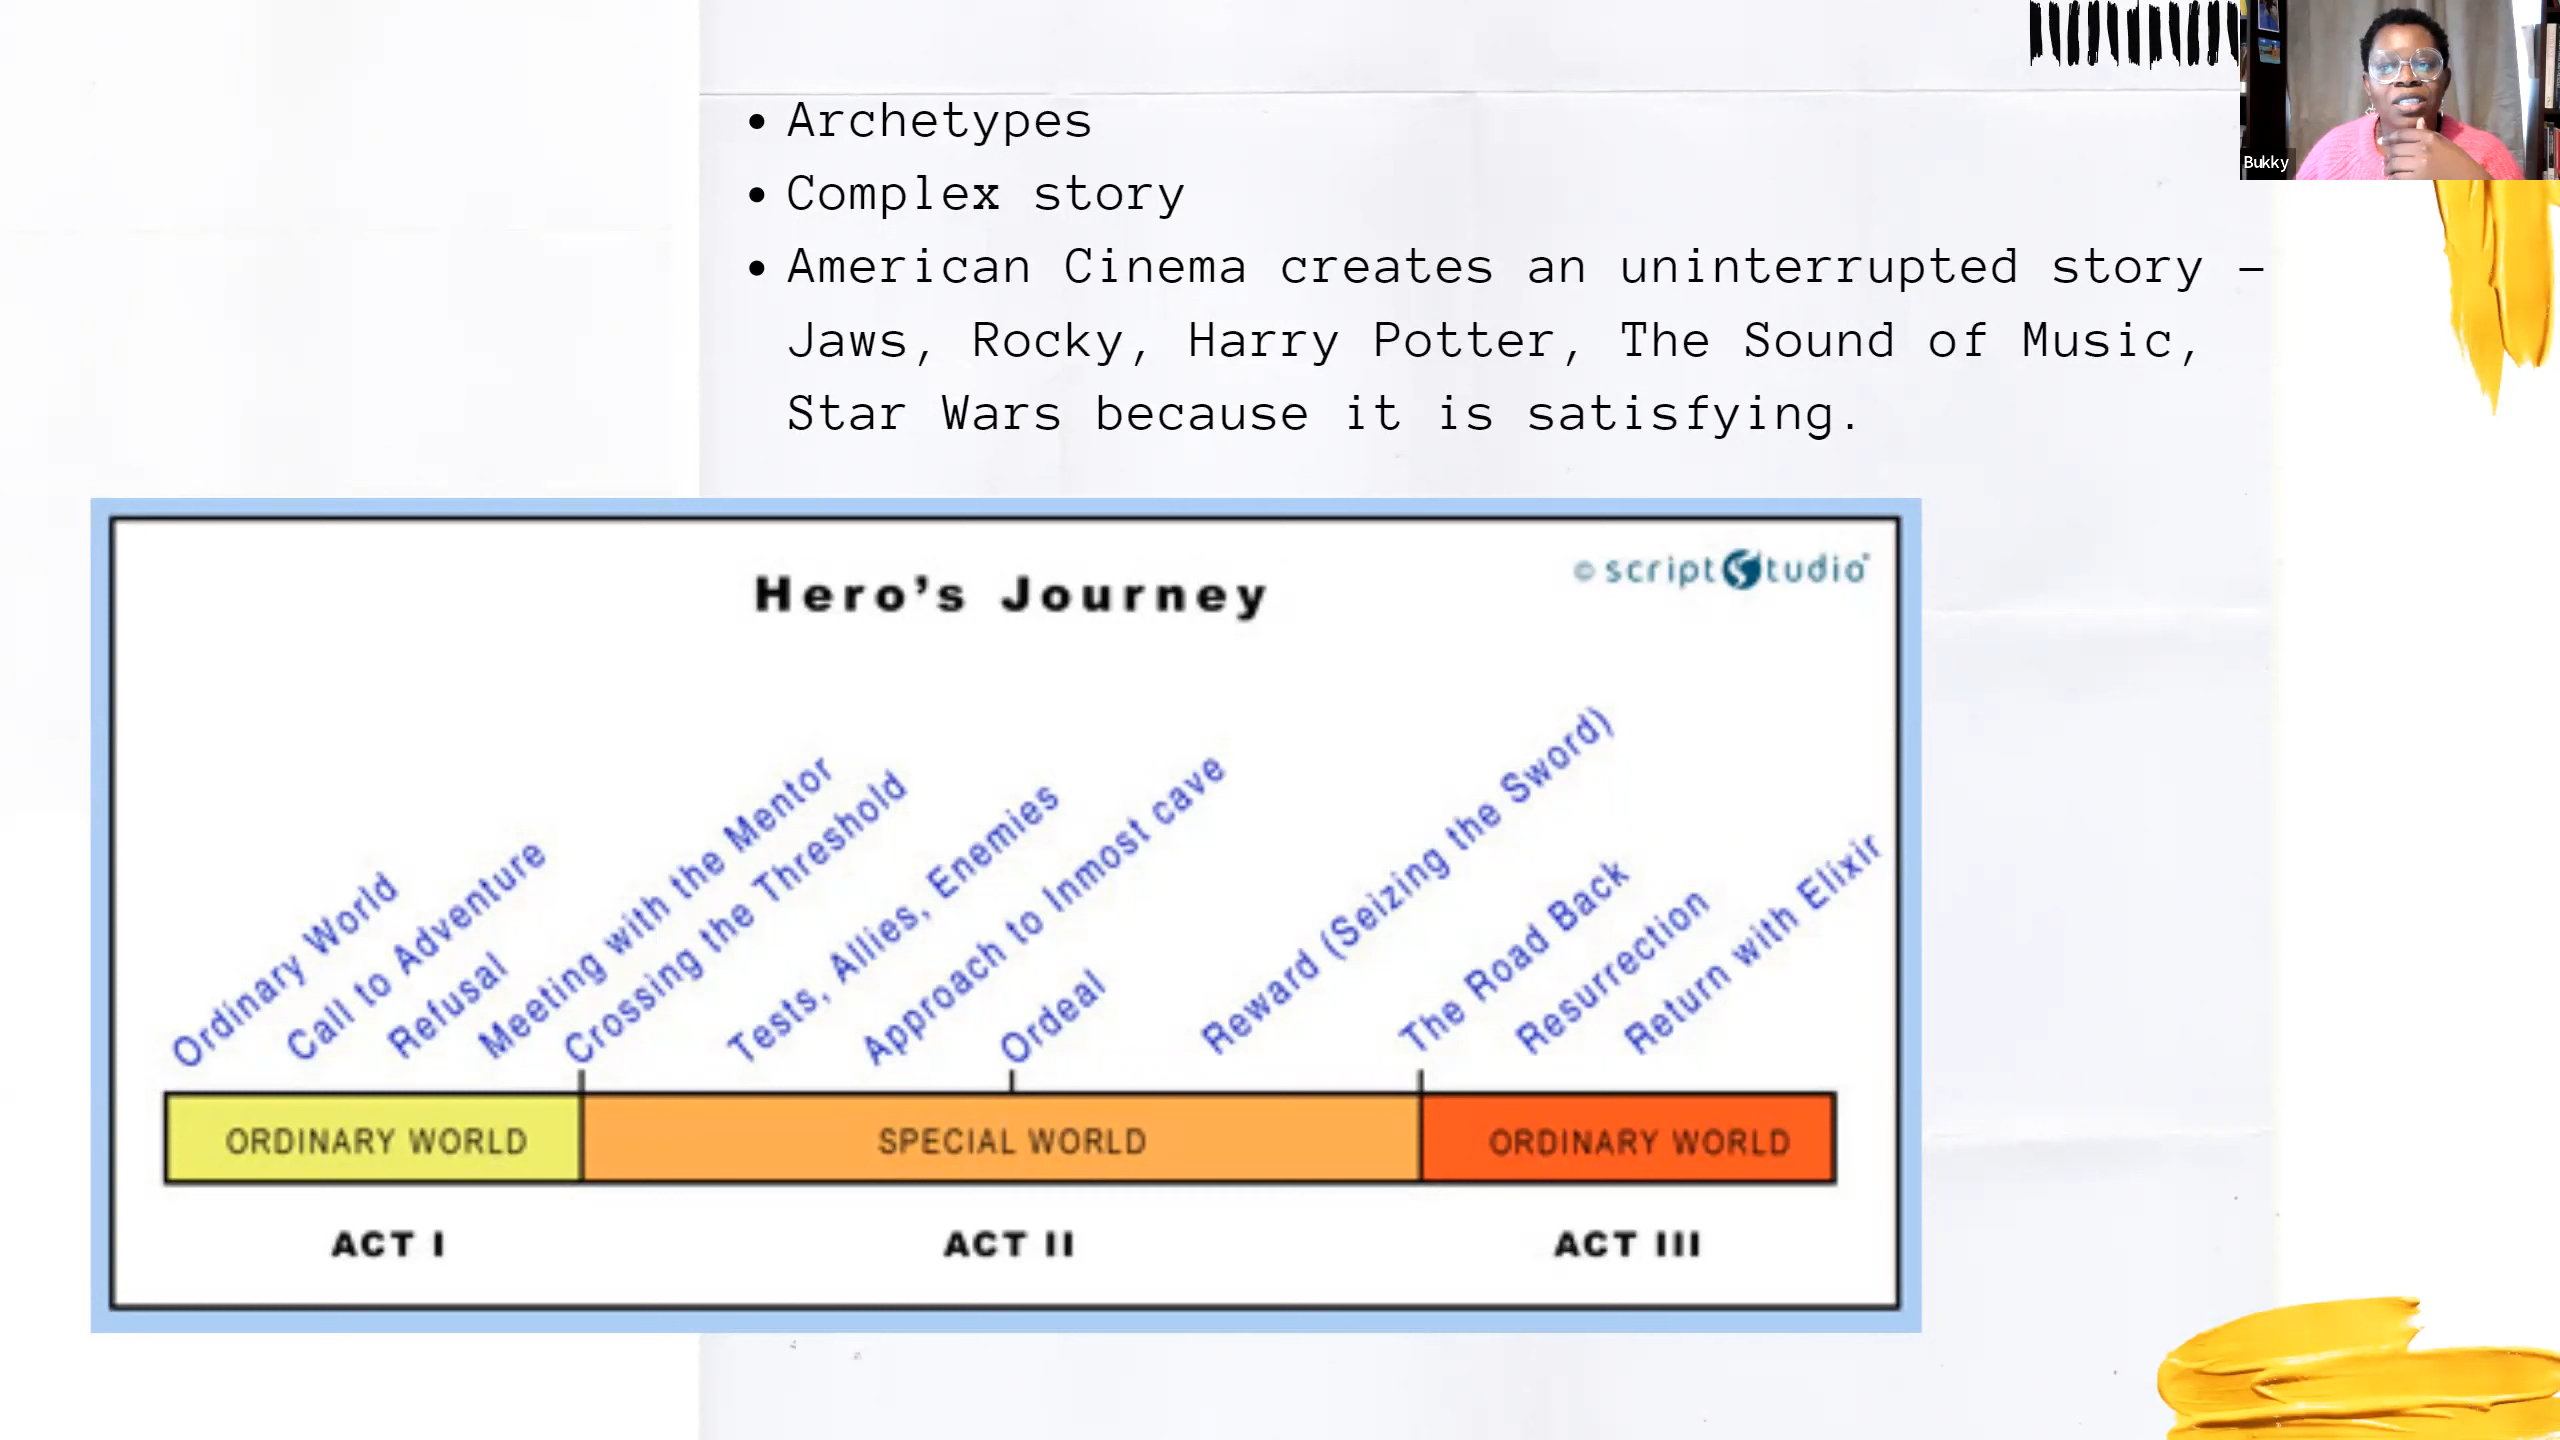 Bukky
• Archetypes
• Complex story
• American Cinema creates an uninterrupted story –
Jaws, Rocky, Harry Potter, The Sound of Music,
Star Wars because it is satisfying.
Hero's Journey
© scriptStudio®
Ordinary World
Call to Adventure
Refusal
Meeting with the Mentor
Crossing the Threshold
Tests, Allies, Enemies
Approach to Inmost cave
Ordeal
Reward (Seizing the Sword)
The Road Back
Resurrection
Return with Elixir
ORDINARY WORLD
SPECIAL WORLD
ORDINARY WORLD
ACT I
ACT II
ACT III